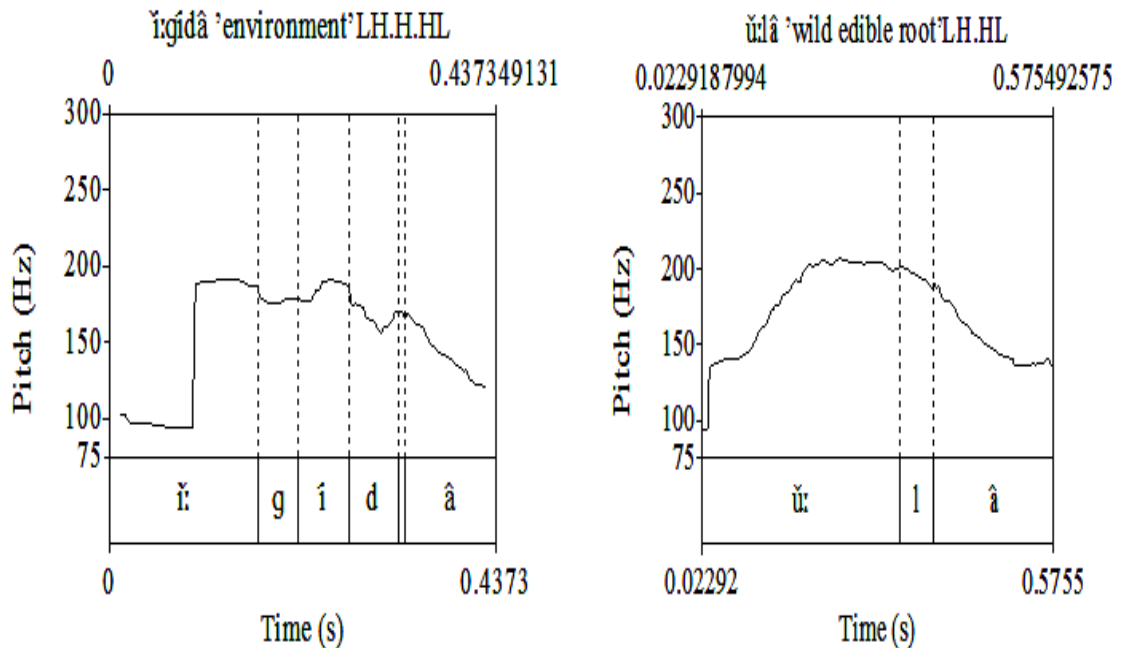 ǐ:gídâ ’environment’ LH.H.HL
0 0.437349131
300
250
200
150
100
75
Pitch (Hz)
ǐ: g í d â
0 0.4373
Time (s)
ǔ:lâ ’wild edible root’LH.HL
0.0229187994 0.575492575
300
250
200
150
100
75
Pitch (Hz)
ǔ: l â
0.02292 0.5755
Time (s)